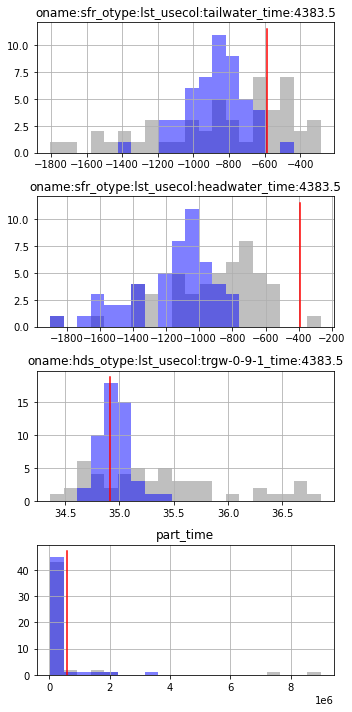 oname:sfr_otype:lst_usecol:tailwater_time:4383.5
10.0
7.5
5.0
2.5
0.0
−1800 −1600 −1400 −1200 −1000 −800 −600 −400
oname:sfr_otype:lst_usecol:headwater_time:4383.5
10.0
7.5
5.0
2.5
0.0
−1800 −1600 −1400 −1200 −1000 −800 −600 −400 −200
oname:hds_otype:lst_usecol:trgw-0-9-1_time:4383.5
15
10
5
0
34.5 35.0 35.5 36.0 36.5
part_time
40
30
20
10
0
0 2 4 6 8
1e6